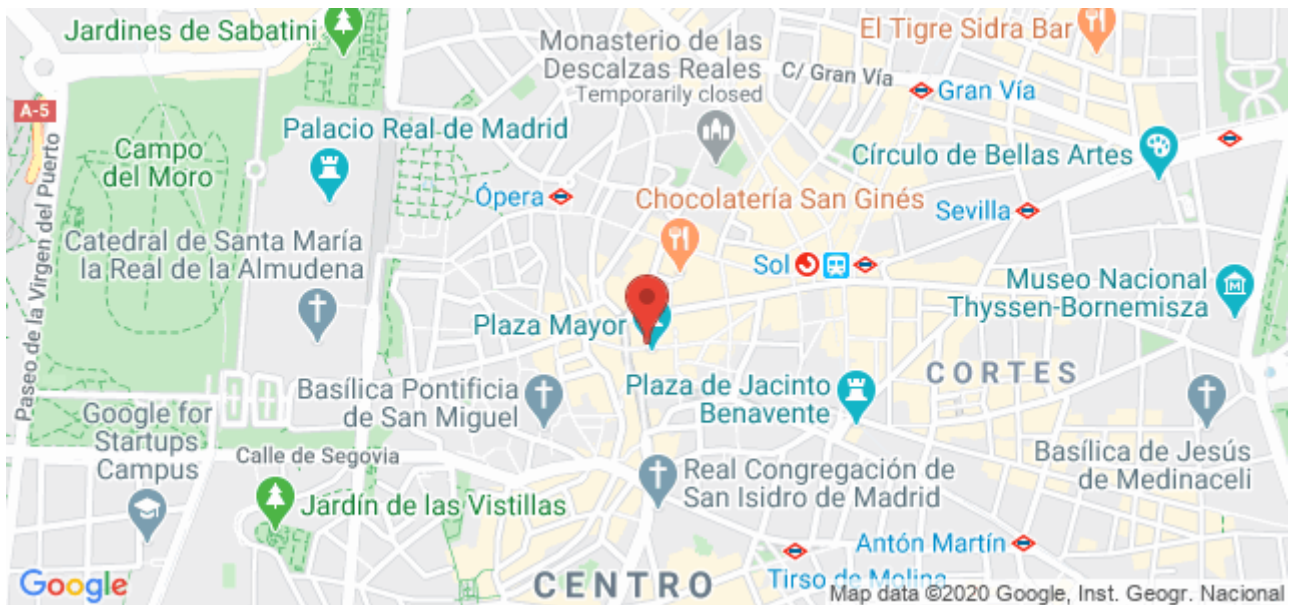 Jardines de Sabatini
El Tigre Sidra Bar
Monasterio de las
Descalzas Reales
Temporarily closed
C/ Gran Vía
Gran Vía
A-5
Palacio Real de Madrid
Campo
del Moro
Círculo de Bellas Artes
Ópera
Chocolatería San Ginés
Sevilla
Paseo de la Virgen del Puerto
Catedral de Santa María
la Real de la Almudena
Sol
Museo Nacional
Thyssen-Bornemisza
Plaza Mayor
CORTES
Plaza de Jacinto
Benavente
Basílica Pontificia
de San Miguel
Google for
Startups
Campus
Calle de Segovia
Basílica de Jesús
de Medinaceli
Real Congregación de
San Isidro de Madrid
Jardín de las Vistillas
Antón Martín
CENTRO
Tirso de Molina
Google
Map data ©2020 Google, Inst. Geogr. Nacional